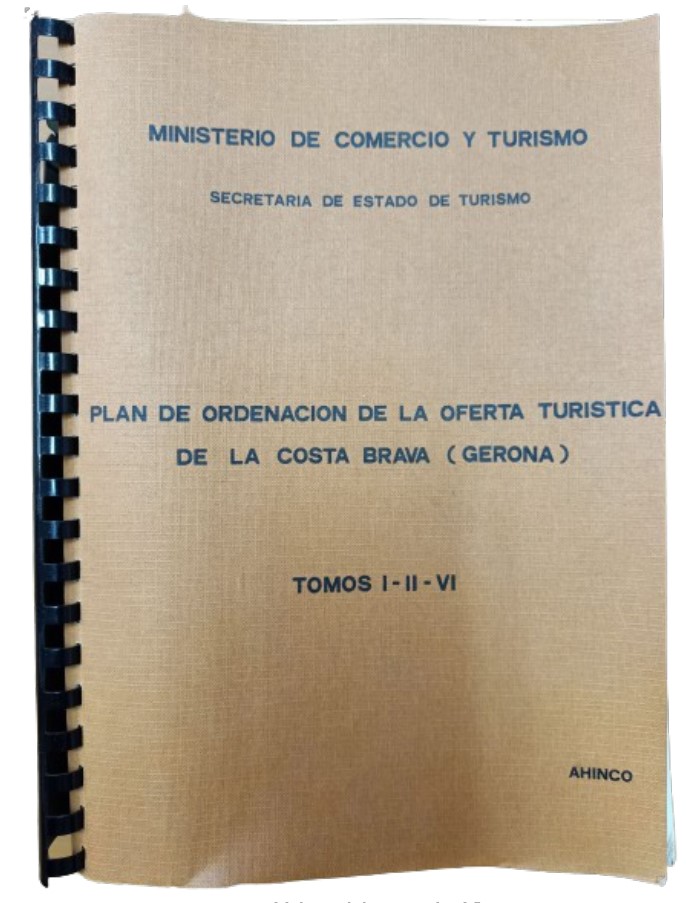 MINISTERIO DE COMERCIO Y TURISMO
SECRETARIA DE ESTADO DE TURISMO
PLAN DE ORDENACION DE LA OFERTA TURISTICA
DE LA COSTA BRAVA (GERONA)
TOMOS I-II-VI
AHINCO